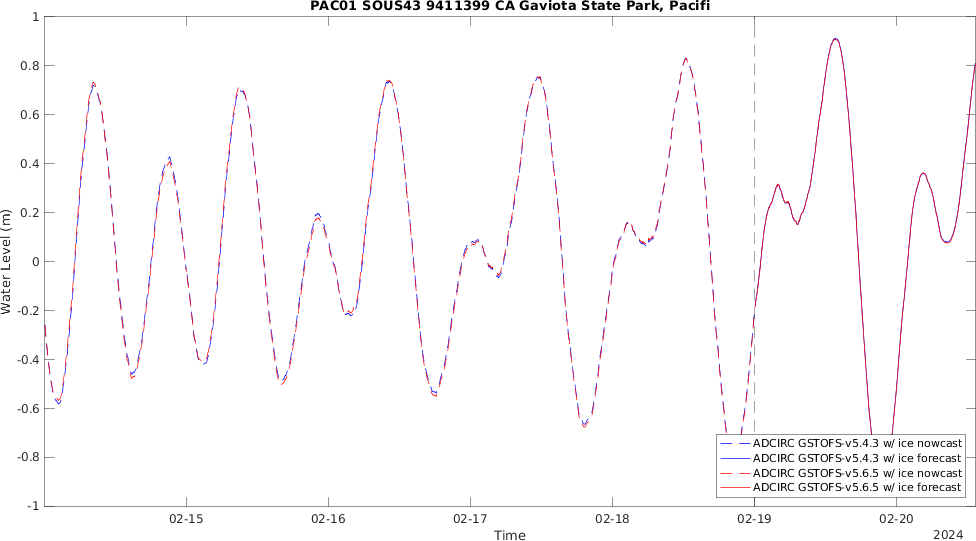 PAC01 SOUS43 9411399 CA Gaviota State Park, Pacifi
1
0.8
0.6
0.4
0.2
0
-0.2
-0.4
-0.6
-0.8
-1
Water Level (m)
ADCIRC GSTOFS-v5.4.3 w/ ice nowcast
ADCIRC GSTOFS-v5.4.3 w/ ice forecast
ADCIRC GSTOFS-v5.6.5 w/ ice nowcast
ADCIRC GSTOFS-v5.6.5 w/ ice forecast
02-15 02-16 02-17 02-18 02-19 02-20
Time
2024